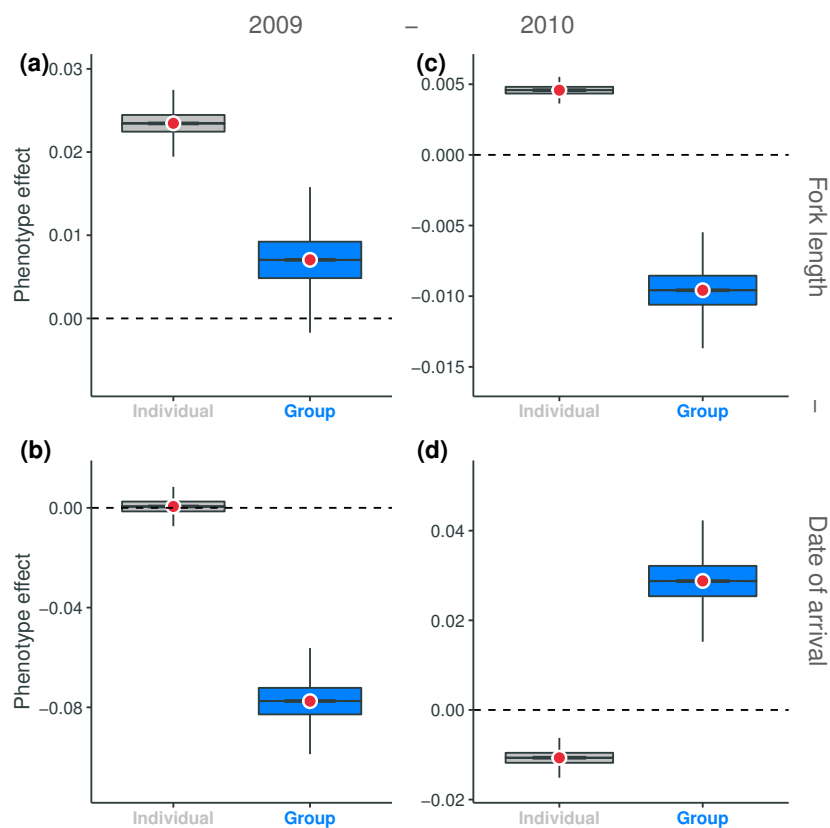 2009 – 2010
(a)
0.03
0.02
0.01
0.00
Phenotype effect
Individual Group
(c)
0.005
0.000
−0.005
−0.010
−0.015
Individual Group
Fork length
–
(b)
0.00
−0.04
−0.08
Phenotype effect
Individual Group
(d)
0.04
0.02
0.00
−0.02
Individual Group
Date of arrival